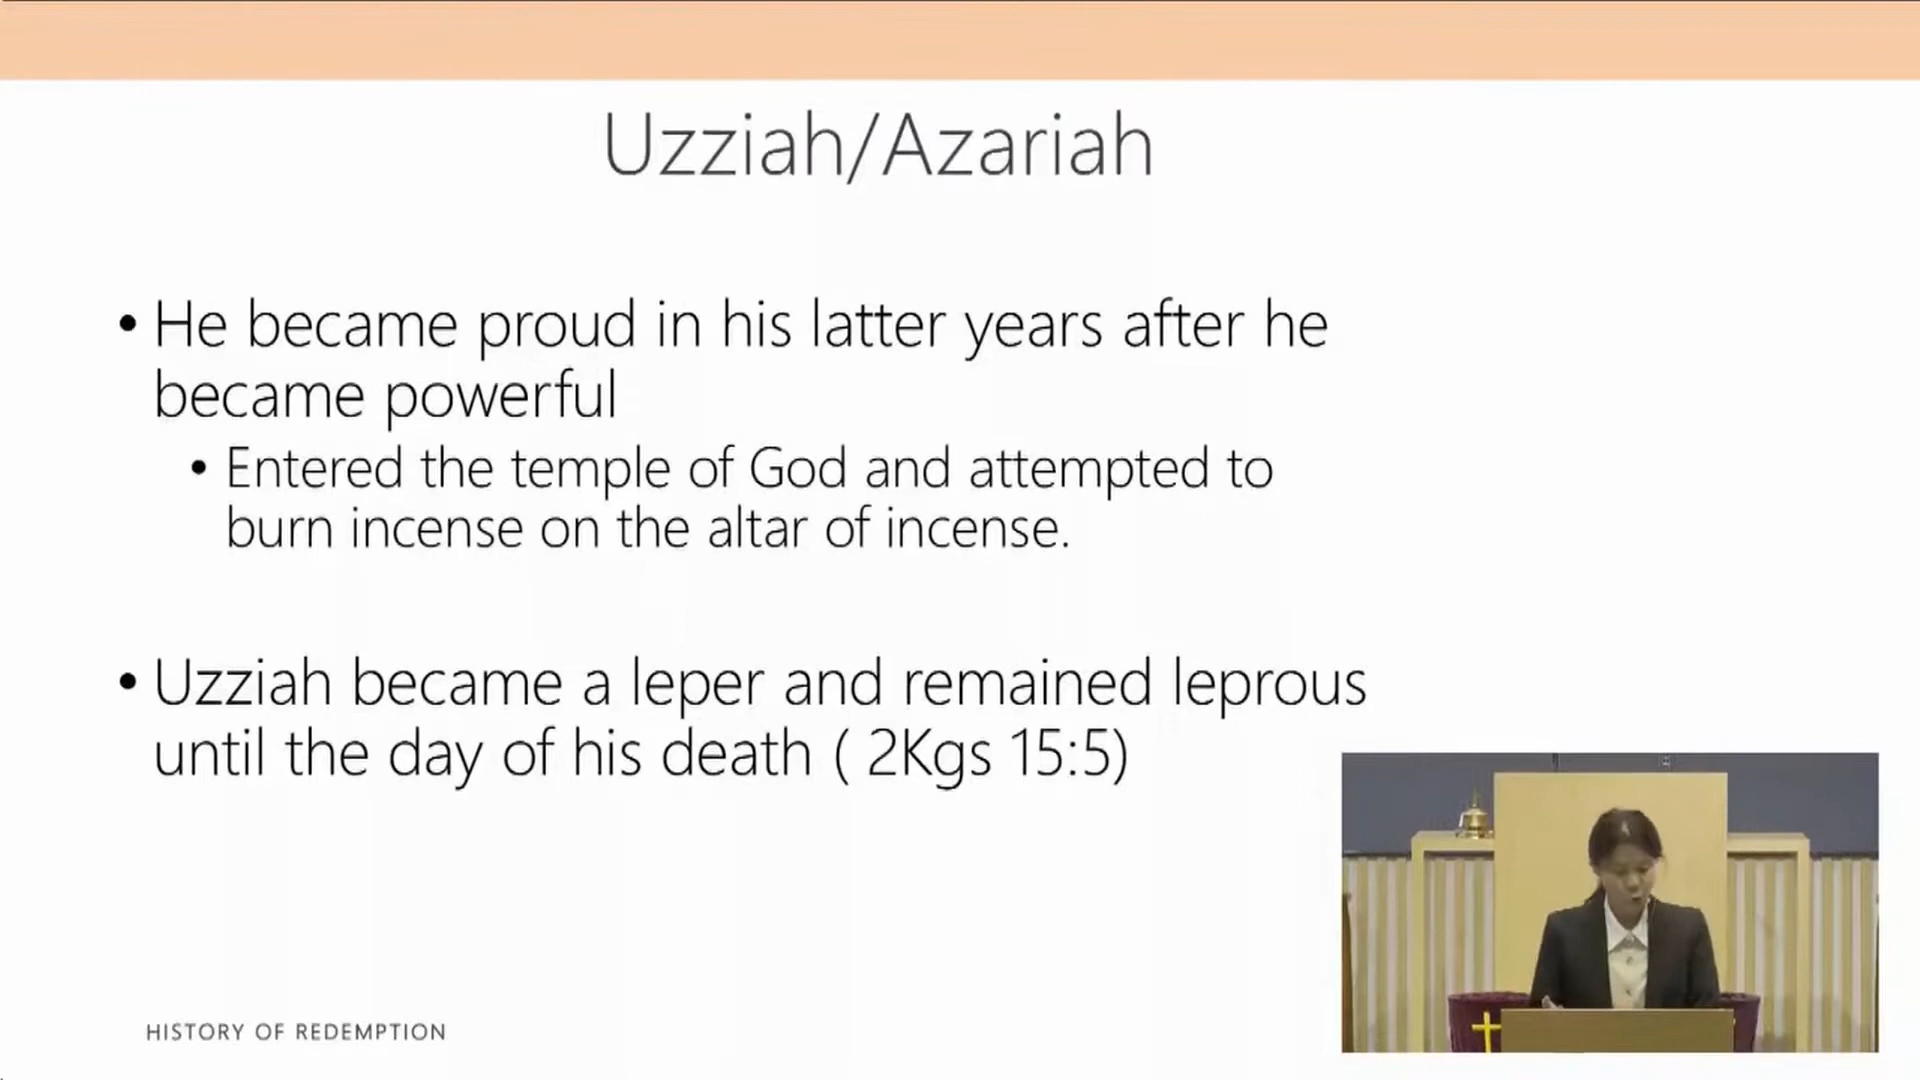 Uzziah/Azariah
• He became proud in his latter years after he
became powerful
• Entered the temple of God and attempted to
burn incense on the altar of incense.
• Uzziah became a leper and remained leprous
until the day of his death ( 2Kgs 15:5)
HISTORY OF REDEMPTION